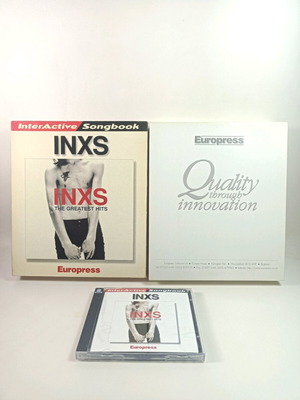 InterActive Songbook
INXS
INXS
THE GREATEST HITS
Europress
Europress
Quality
through
innovation
InterActive Songbook
INXS
INXS
THE GREATEST HITS
Europress